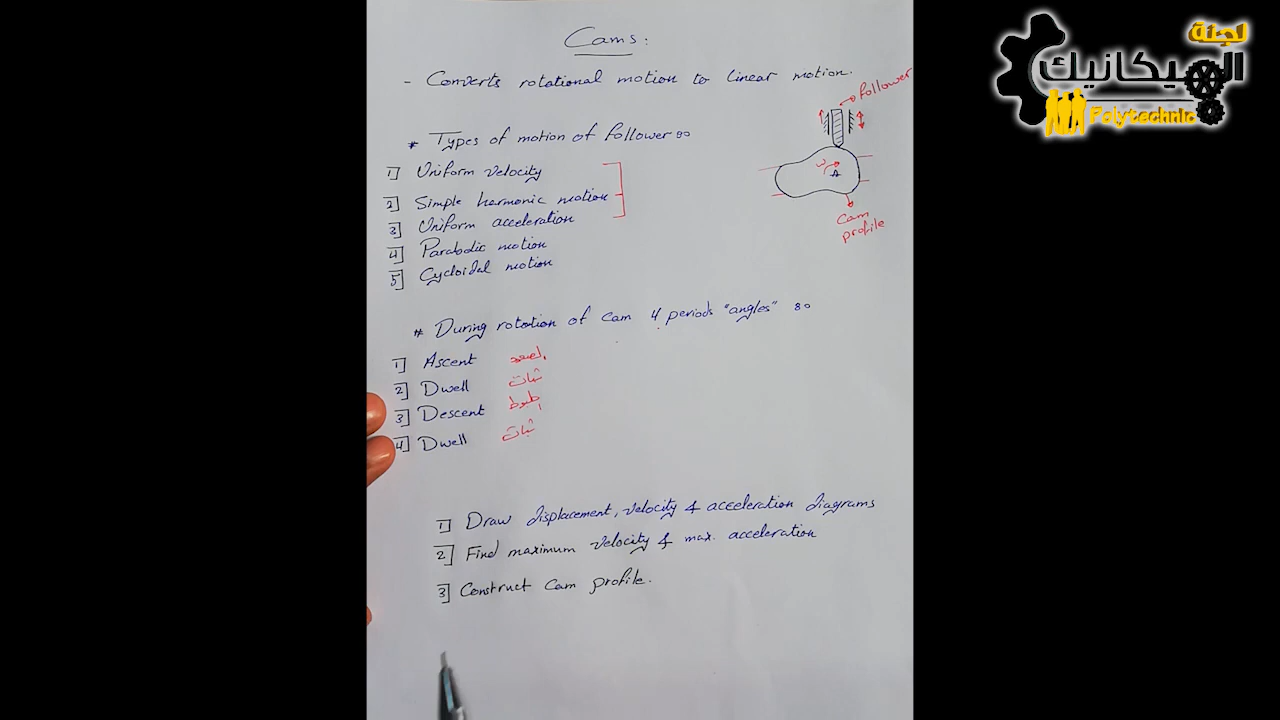 Cams:
- Converts rotational motion to linear motion.
follower
* Types of motion of follower 80
1] Uniform velocity
2] Simple harmonic motion
3] Uniform acceleration
4] Parabolic motion
5] Cycloidal motion
ω
A
Cam
profile
* During rotation of cam 4 periods "angles" 80
1] Ascent صعود
2] Dwell ثبات
3] Descent هبوط
4] Dwell ثبات
1] Draw displacement, velocity & acceleration diagrams
2] Find maximum velocity & max. acceleration
3] Construct cam profile.
لجنة
الميكانيك
Polytechnic